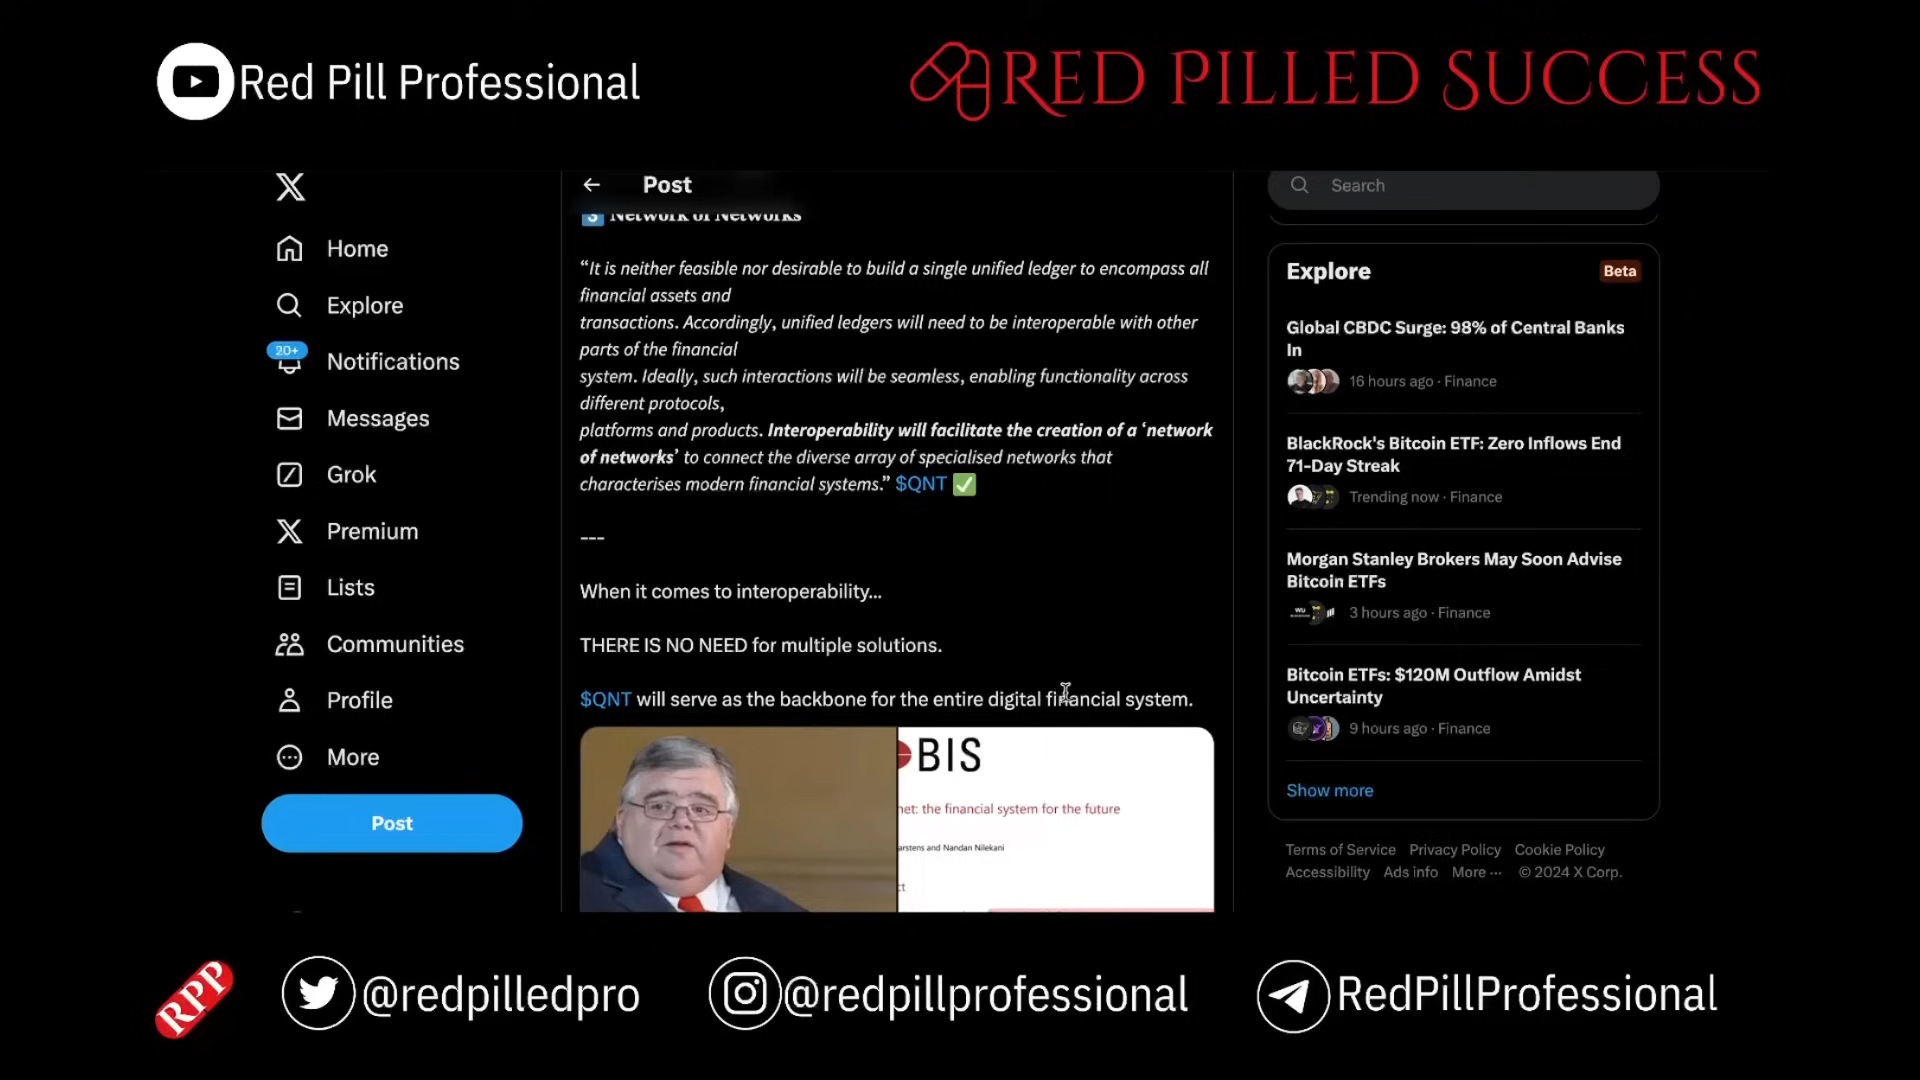 Red Pill Professional
RED PILLED SUCCESS
Post
Search
3 Network of Networks
Home
Explore
20+
Notifications
Messages
Grok
Premium
Lists
Communities
Profile
More
Post
“It is neither feasible nor desirable to build a single unified ledger to encompass all
financial assets and
transactions. Accordingly, unified ledgers will need to be interoperable with other
parts of the financial
system. Ideally, such interactions will be seamless, enabling functionality across
different protocols,
platforms and products. Interoperability will facilitate the creation of a ‘network
of networks’ to connect the diverse array of specialised networks that
characterises modern financial systems.” $QNT ✅
---
When it comes to interoperability...
THERE IS NO NEED for multiple solutions.
$QNT will serve as the backbone for the entire digital financial system.
BIS
net: the financial system for the future
arstens and Nandan Nilekani
ct
Explore
Beta
Global CBDC Surge: 98% of Central Banks
In
16 hours ago · Finance
BlackRock's Bitcoin ETF: Zero Inflows End
71-Day Streak
Trending now · Finance
Morgan Stanley Brokers May Soon Advise
Bitcoin ETFs
3 hours ago · Finance
Bitcoin ETFs: $120M Outflow Amidst
Uncertainty
9 hours ago · Finance
Show more
Terms of Service Privacy Policy Cookie Policy
Accessibility Ads info More ··· © 2024 X Corp.
RPP
@redpilledpro
@redpillprofessional
RedPillProfessional